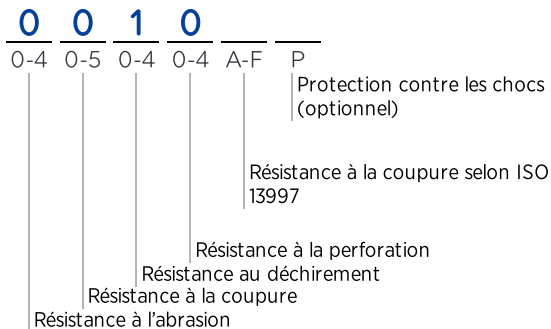 0 0 1 0
0-4 0-5 0-4 0-4 A-F P
Protection contre les chocs
(optionnel)
Résistance à la coupure selon ISO
13997
Résistance à la perforation
Résistance au déchirement
Résistance à la coupure
Résistance à l'abrasion